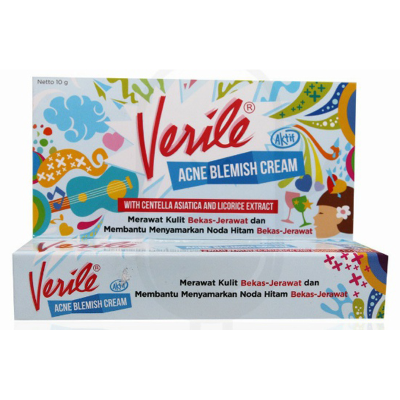 Netto 10 g
Verile®
Aktif
ACNE BLEMISH CREAM
WITH CENTELLA ASIATICA AND LICORICE EXTRACT
Merawat Kulit Bekas-Jerawat dan
Membantu Menyamarkan Noda Hitam Bekas-Jerawat
Verile®
Aktif
ACNE BLEMISH CREAM
Merawat Kulit Bekas-Jerawat dan
Membantu Menyamarkan Noda Hitam Bekas-Jerawat